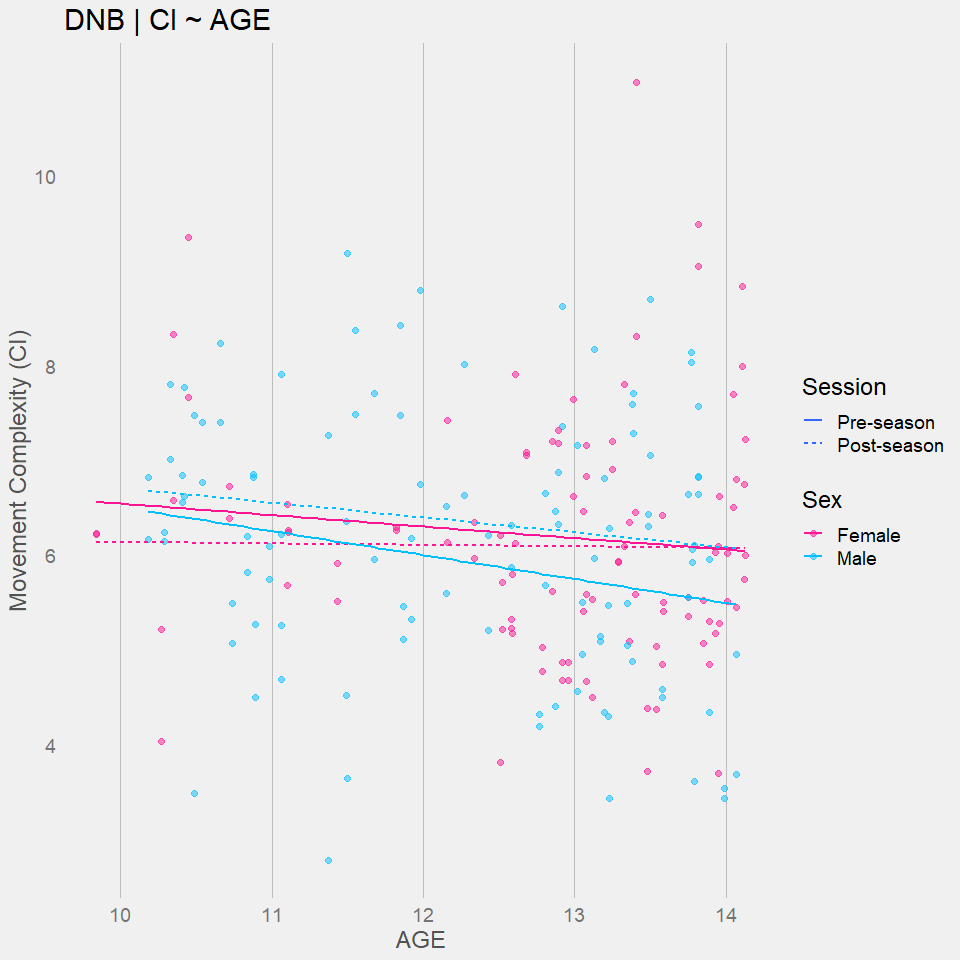 DNB | CI ~ AGE
Movement Complexity (CI)
10
8
6
4
10
11
12
13
14
AGE
Session
Pre-season
Post-season
Sex
Female
Male